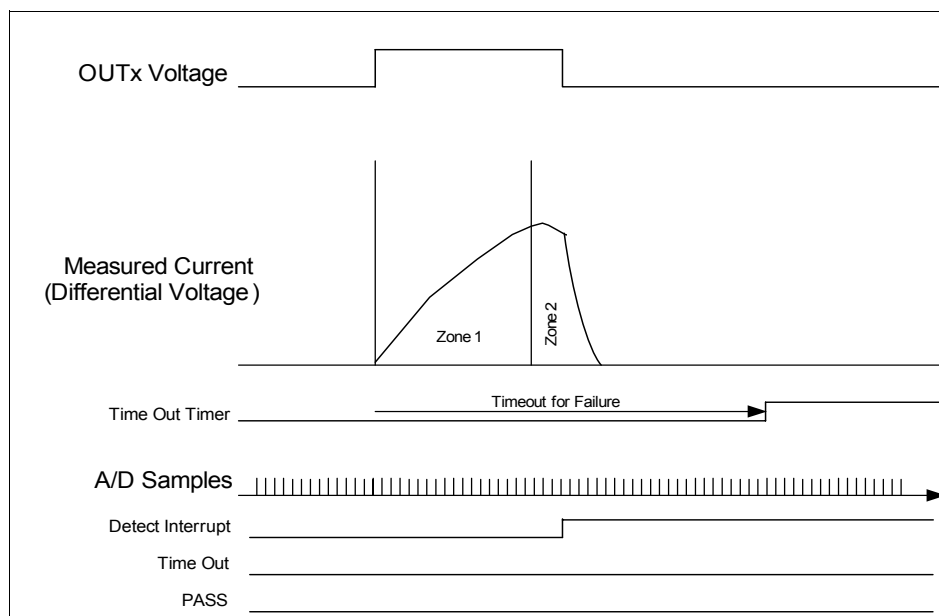 OUTx Voltage
Measured Current
(Differential Voltage)
Zone 1
Zone 2
Timeout for Failure
Time Out Timer
A/D Samples
Detect Interrupt
Time Out
PASS